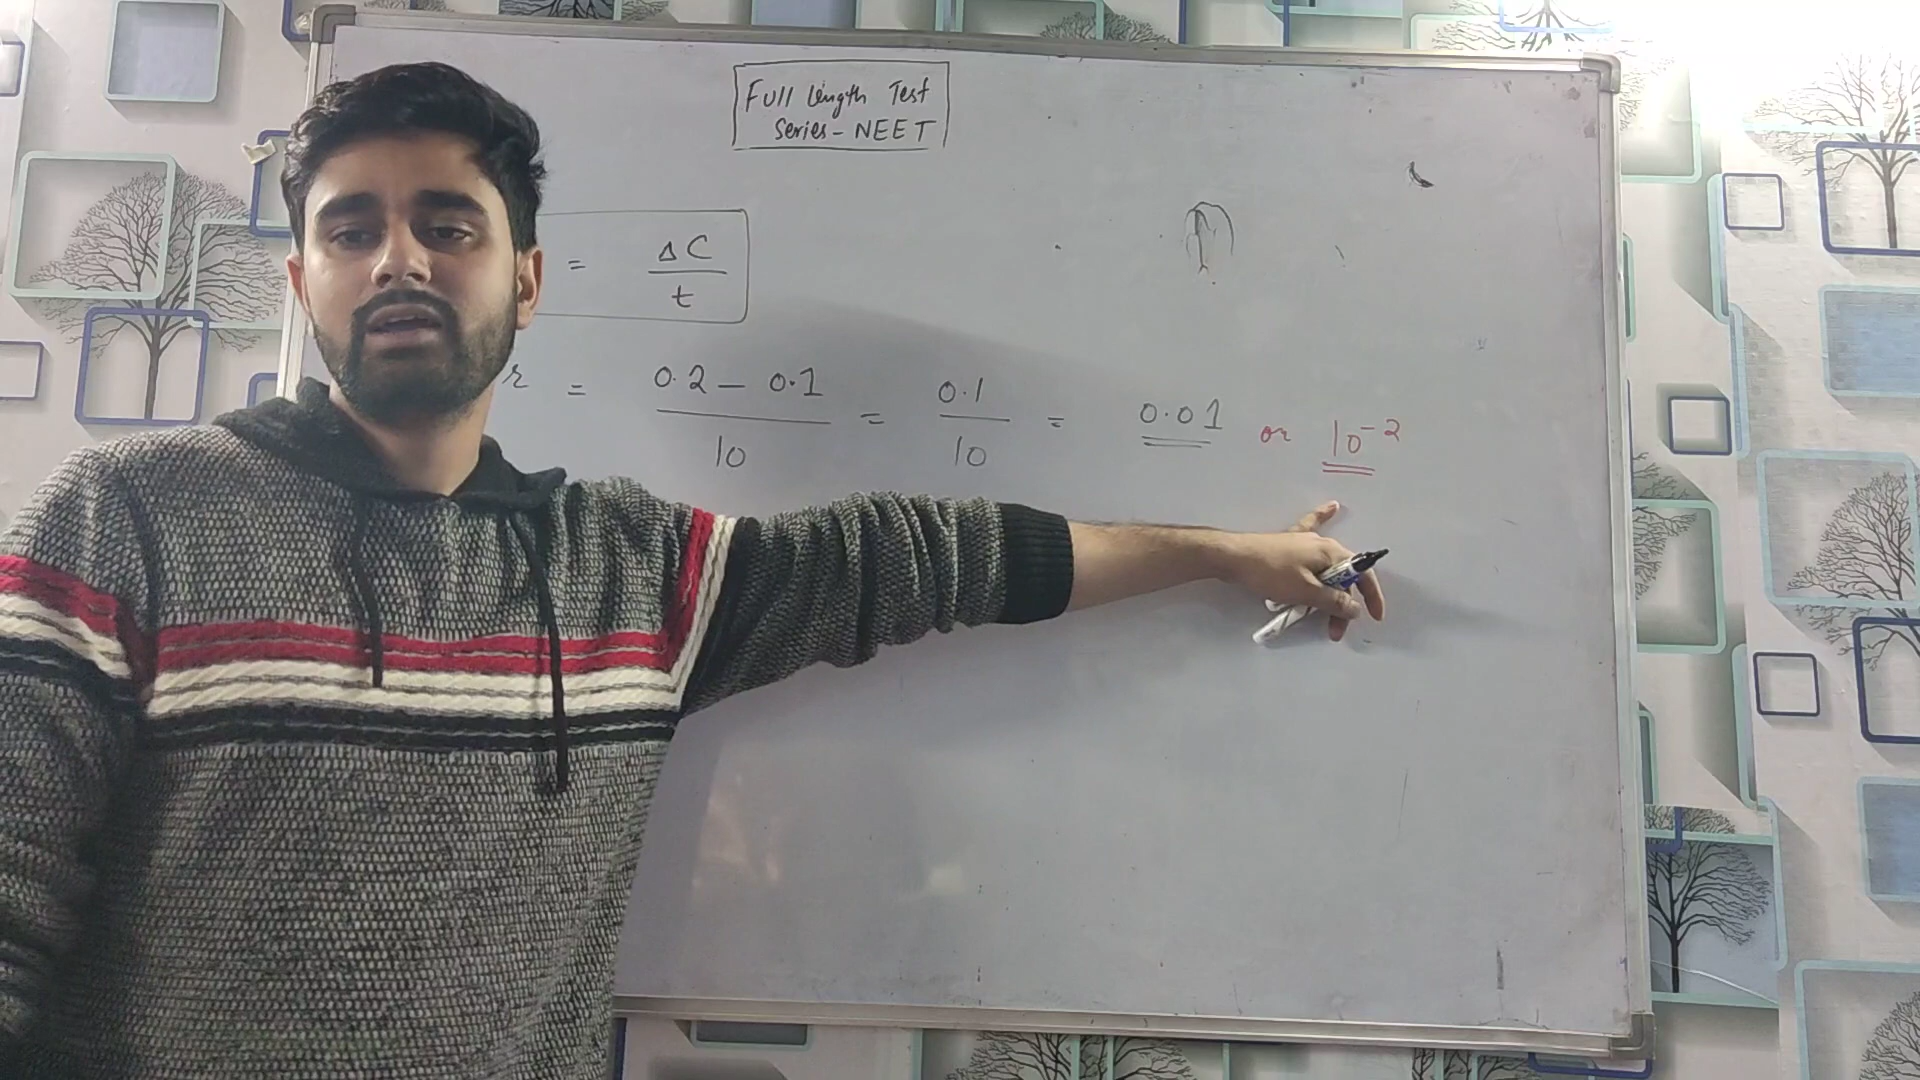 Full Length Test
Series - NEET
= ΔC / t
r = 0.2 - 0.1 / 10 = 0.1 / 10 = 0.01 or 10⁻²